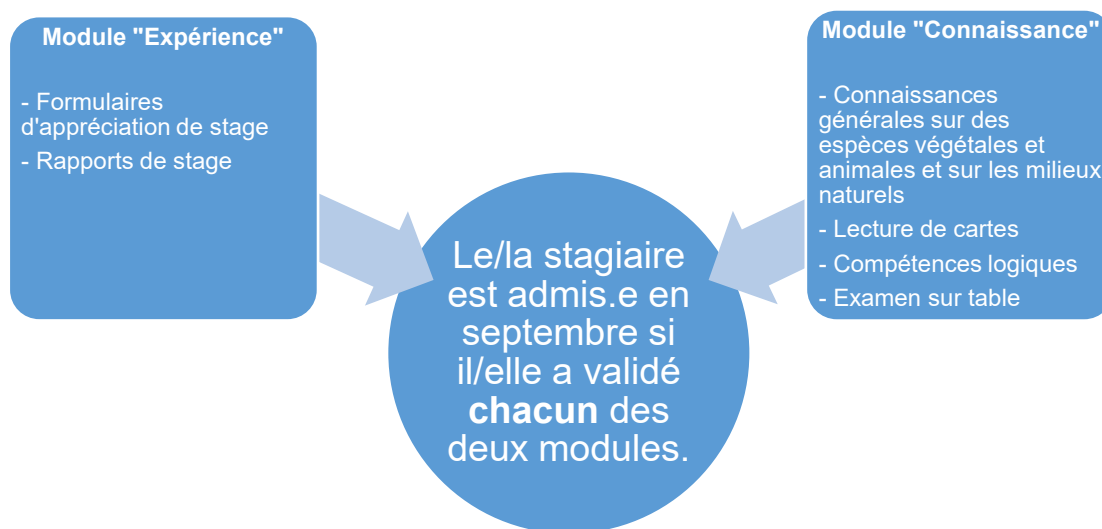 Module "Expérience"
- Formulaires
d'appréciation de stage
- Rapports de stage
Module "Connaissance"
- Connaissances
générales sur des
espèces végétales et
animales et sur les milieux
naturels
- Lecture de cartes
- Compétences logiques
- Examen sur table
Le/la stagiaire
est admis.e en
septembre si
il/elle a validé
chacun des
deux modules.